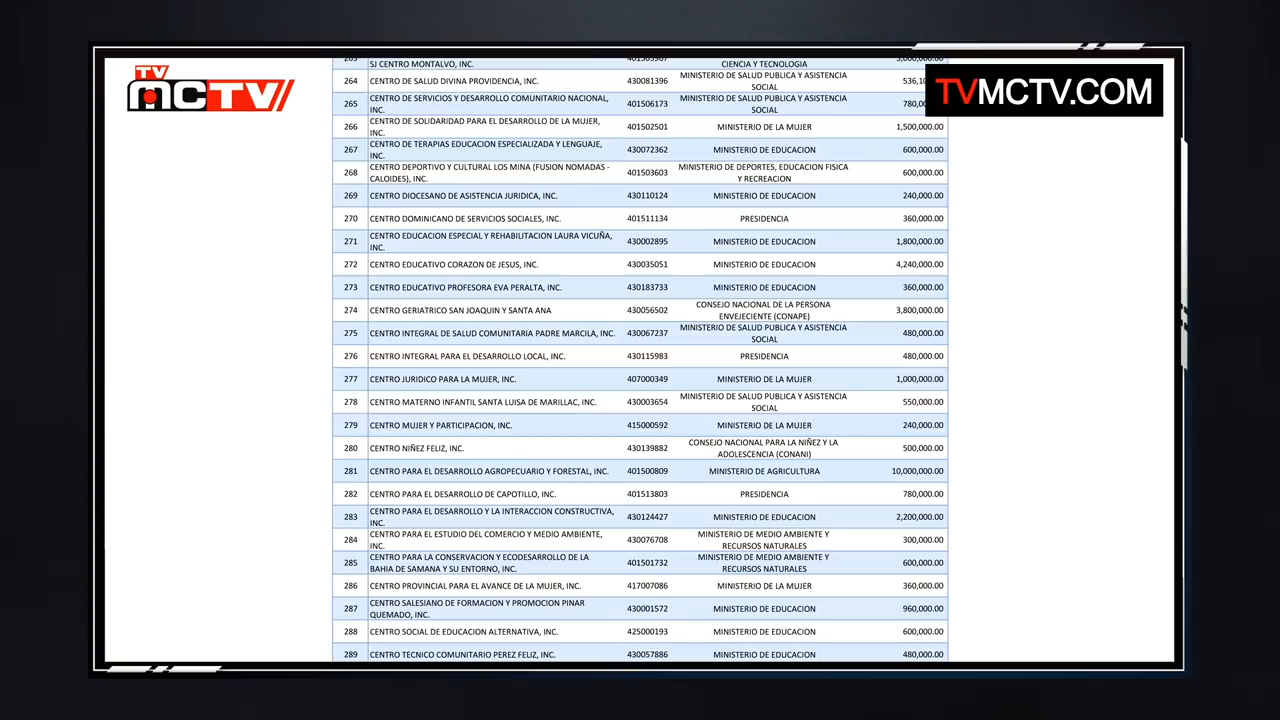 TV
MCTV
TVMCTV.COM
SJ CENTRO MONTALVO, INC. CIENCIA Y TECNOLOGIA
264 CENTRO DE SALUD DIVINA PROVIDENCIA, INC. 430081396 MINISTERIO DE SALUD PUBLICA Y ASISTENCIA SOCIAL 536,10
265 CENTRO DE SERVICIOS Y DESARROLLO COMUNITARIO NACIONAL, INC. 401506173 MINISTERIO DE SALUD PUBLICA Y ASISTENCIA SOCIAL 780,0
266 CENTRO DE SOLIDARIDAD PARA EL DESARROLLO DE LA MUJER, INC. 401502501 MINISTERIO DE LA MUJER 1,500,000.00
267 CENTRO DE TERAPIAS EDUCACION ESPECIALIZADA Y LENGUAJE, INC. 430072362 MINISTERIO DE EDUCACION 600,000.00
268 CENTRO DEPORTIVO Y CULTURAL LOS MINA (FUSION NOMADAS - CALOIDES), INC. 401503603 MINISTERIO DE DEPORTES, EDUCACION FISICA Y RECREACION 600,000.00
269 CENTRO DIOCESANO DE ASISTENCIA JURIDICA, INC. 430110124 MINISTERIO DE EDUCACION 240,000.00
270 CENTRO DOMINICANO DE SERVICIOS SOCIALES, INC. 401511134 PRESIDENCIA 360,000.00
271 CENTRO EDUCACION ESPECIAL Y REHABILITACION LAURA VICUÑA, INC. 430002895 MINISTERIO DE EDUCACION 1,800,000.00
272 CENTRO EDUCATIVO CORAZON DE JESUS, INC. 430035051 MINISTERIO DE EDUCACION 4,240,000.00
273 CENTRO EDUCATIVO PROFESORA EVA PERALTA, INC. 430183733 MINISTERIO DE EDUCACION 360,000.00
274 CENTRO GERIATRICO SAN JOAQUIN Y SANTA ANA 430056502 CONSEJO NACIONAL DE LA PERSONA ENVEJECIENTE (CONAPE) 3,800,000.00
275 CENTRO INTEGRAL DE SALUD COMUNITARIA PADRE MARCILA, INC. 430067237 MINISTERIO DE SALUD PUBLICA Y ASISTENCIA SOCIAL 480,000.00
276 CENTRO INTEGRAL PARA EL DESARROLLO LOCAL, INC. 430115983 PRESIDENCIA 480,000.00
277 CENTRO JURIDICO PARA LA MUJER, INC. 407000349 MINISTERIO DE LA MUJER 1,000,000.00
278 CENTRO MATERNO INFANTIL SANTA LUISA DE MARILLAC, INC. 430003654 MINISTERIO DE SALUD PUBLICA Y ASISTENCIA SOCIAL 550,000.00
279 CENTRO MUJER Y PARTICIPACION, INC. 415000592 MINISTERIO DE LA MUJER 240,000.00
280 CENTRO NIÑEZ FELIZ, INC. 430139882 CONSEJO NACIONAL PARA LA NIÑEZ Y LA ADOLESCENCIA (CONANI) 500,000.00
281 CENTRO PARA EL DESARROLLO AGROPECUARIO Y FORESTAL, INC. 401500809 MINISTERIO DE AGRICULTURA 10,000,000.00
282 CENTRO PARA EL DESARROLLO DE CAPOTILLO, INC. 401513803 PRESIDENCIA 780,000.00
283 CENTRO PARA EL DESARROLLO Y LA INTERACCION CONSTRUCTIVA, INC. 430124427 MINISTERIO DE EDUCACION 2,200,000.00
284 CENTRO PARA EL ESTUDIO DEL COMERCIO Y MEDIO AMBIENTE, INC. 430076708 MINISTERIO DE MEDIO AMBIENTE Y RECURSOS NATURALES 300,000.00
285 CENTRO PARA LA CONSERVACION Y ECODESARROLLO DE LA BAHIA DE SAMANA Y SU ENTORNO, INC. 401501732 MINISTERIO DE MEDIO AMBIENTE Y RECURSOS NATURALES 600,000.00
286 CENTRO PROVINCIAL PARA EL AVANCE DE LA MUJER, INC. 417007086 MINISTERIO DE LA MUJER 360,000.00
287 CENTRO SALESIANO DE FORMACION Y PROMOCION PINAR QUEMADO, INC. 430001572 MINISTERIO DE EDUCACION 960,000.00
288 CENTRO SOCIAL DE EDUCACION ALTERNATIVA, INC. 425000193 MINISTERIO DE EDUCACION 600,000.00
289 CENTRO TECNICO COMUNITARIO PEREZ FELIZ, INC. 430057886 MINISTERIO DE EDUCACION 480,000.00